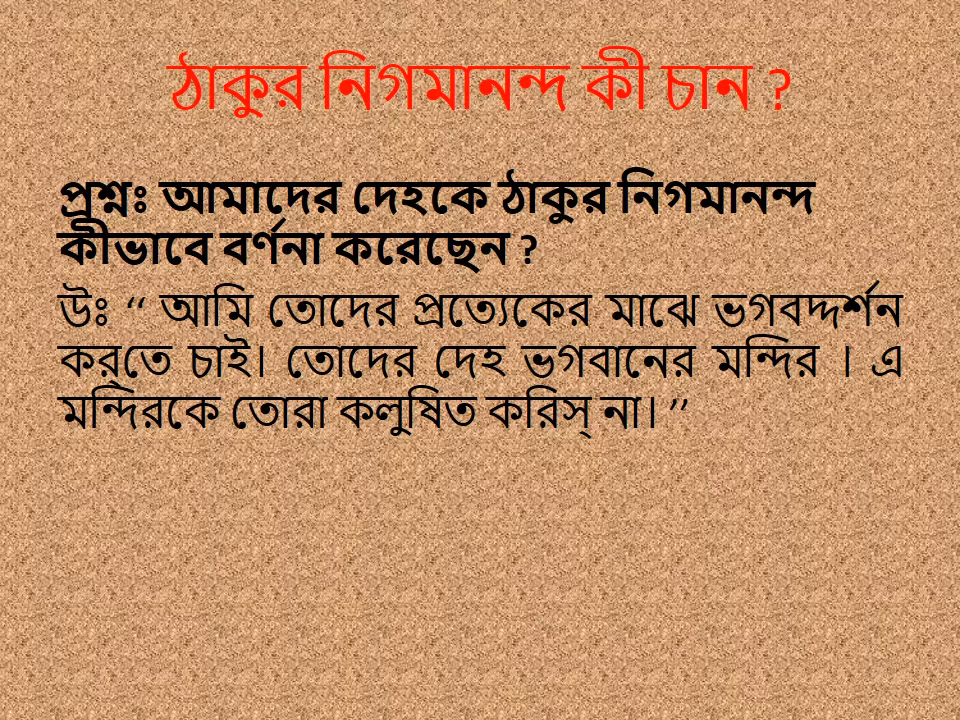 ঠাকুর নিগমানন্দ কী চান ?
প্রশ্নঃ আমাদের দেহকে ঠাকুর নিগমানন্দ
কীভাবে বর্ণনা করেছেন ?
উঃ ‘‘ আমি তোদের প্রত্যেকের মাঝে ভগবদ্দর্শন
কর্‌তে চাই। তোদের দেহ ভগবানের মন্দির । এ
মন্দিরকে তোরা কলুষিত করিস্ না। ’’